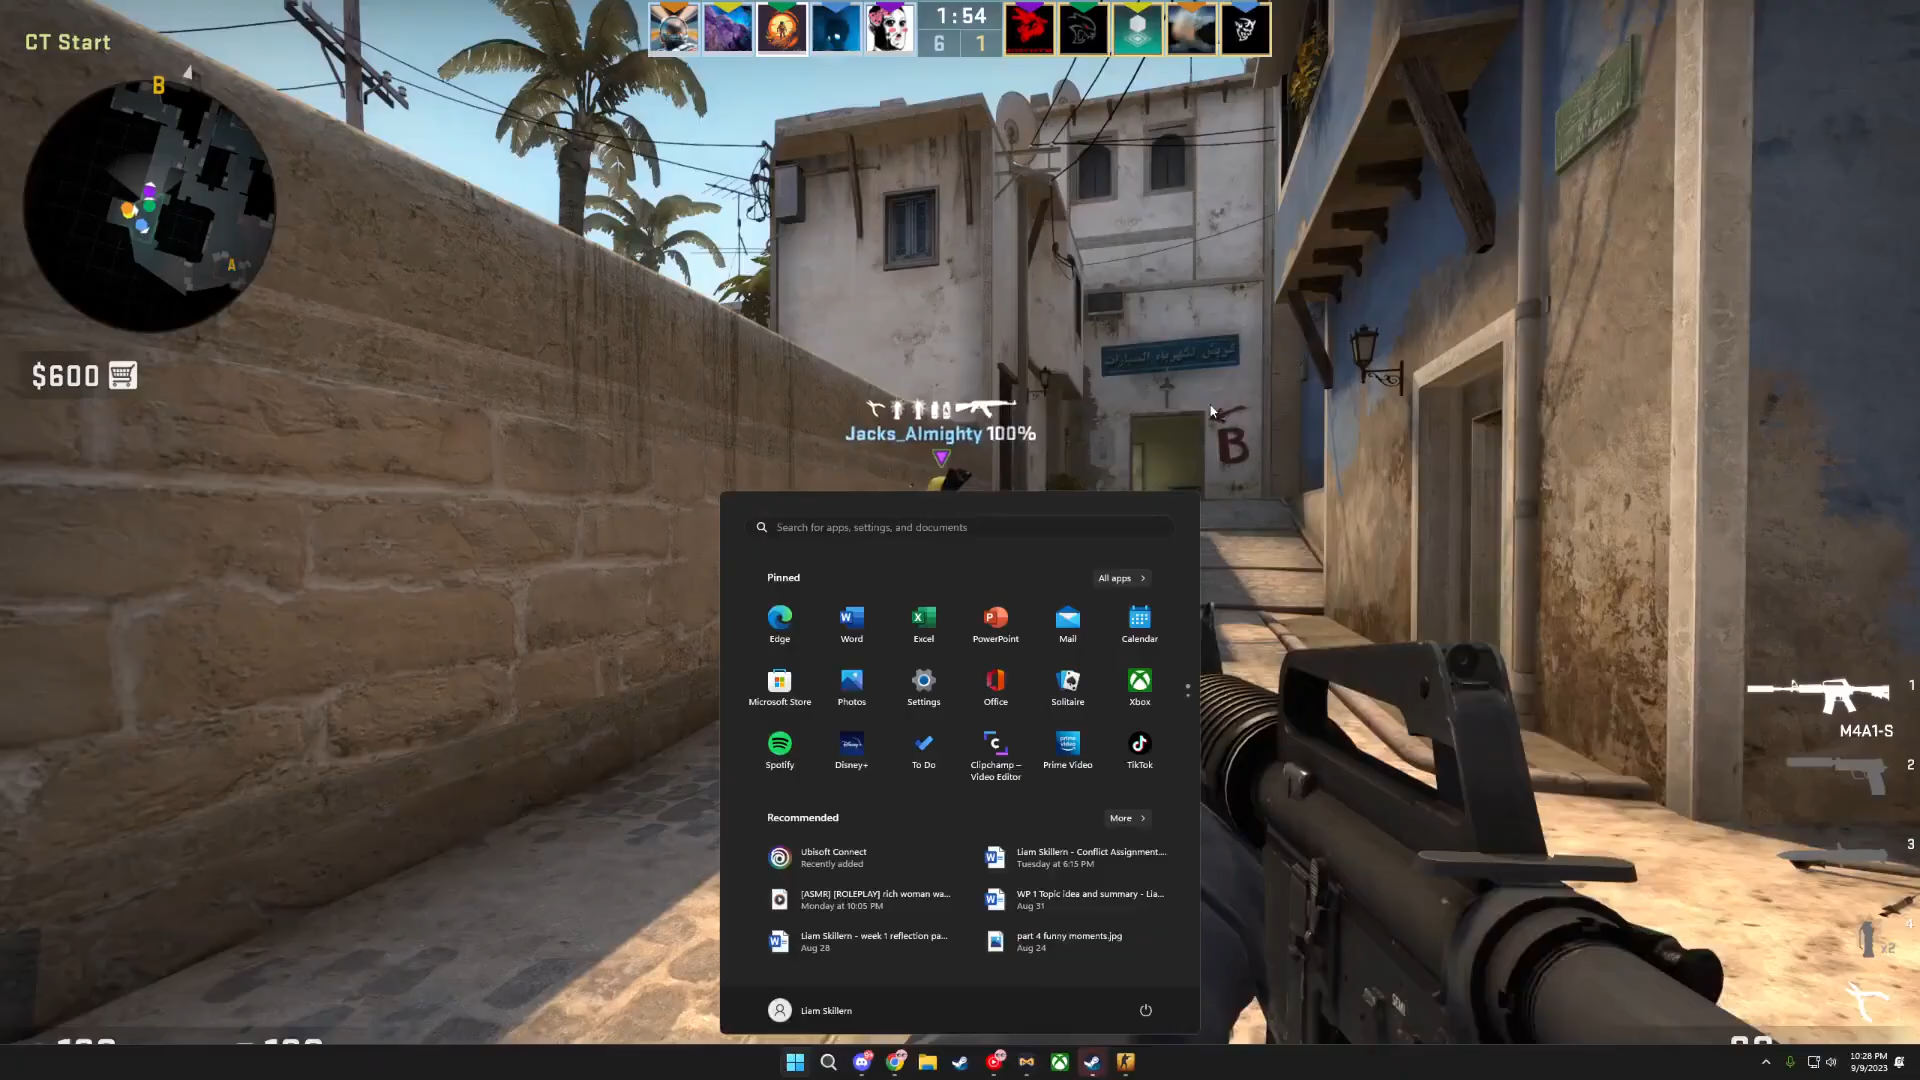 1:54
CT Start
6 1
B
A
$600
Jacks_Almighty 100%
B
Search for apps, settings, and documents
Pinned
All apps
Edge
Word
Excel
PowerPoint
Mail
Calendar
Microsoft Store
Photos
Settings
Office
Solitaire
Xbox
Spotify
Disney+
To Do
Clipchamp –
Video Editor
Prime Video
TikTok
Recommended
More
Ubisoft Connect
Recently added
Liam Skillern - Conflict Assignment...
Tuesday at 6:15 PM
[ASMR] [ROLEPLAY] rich woman wa...
Monday at 10:05 PM
WP 1 Topic idea and summary - Lia...
Aug 31
Liam Skillern - week 1 reflection pa...
Aug 28
part 4 funny moments.jpg
Aug 24
Liam Skillern
1
M4A1-S
2
3
4
x2
SEMI
10:28 PM
9/9/2023